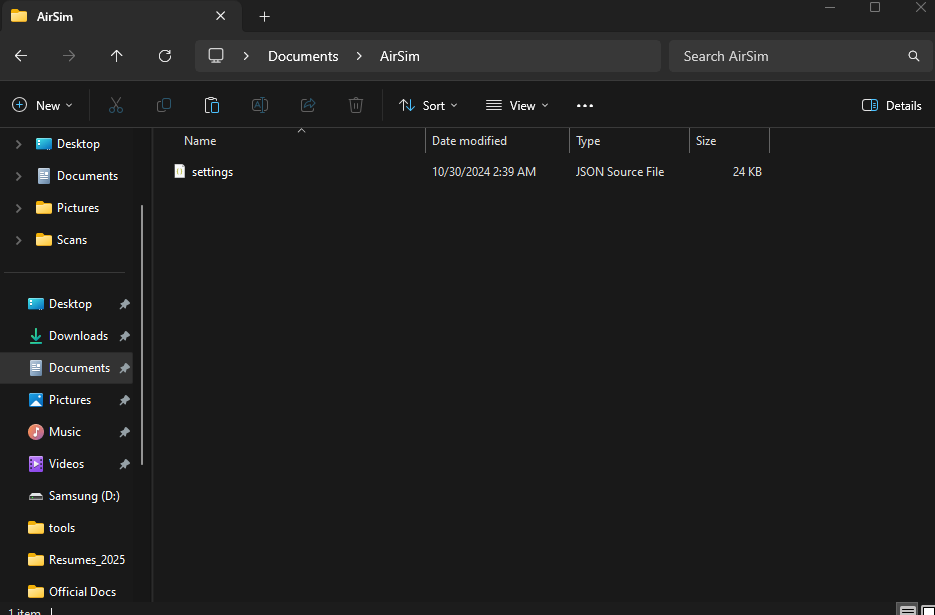 AirSim
Documents > AirSim
Search AirSim
New
Sort
View
Details
Desktop
Documents
Pictures
Scans
Desktop
Downloads
Documents
Pictures
Music
Videos
Samsung (D:)
tools
Resumes_2025
Official Docs
Name Date modified Type Size
settings 10/30/2024 2:39 AM JSON Source File 24 KB
1 item